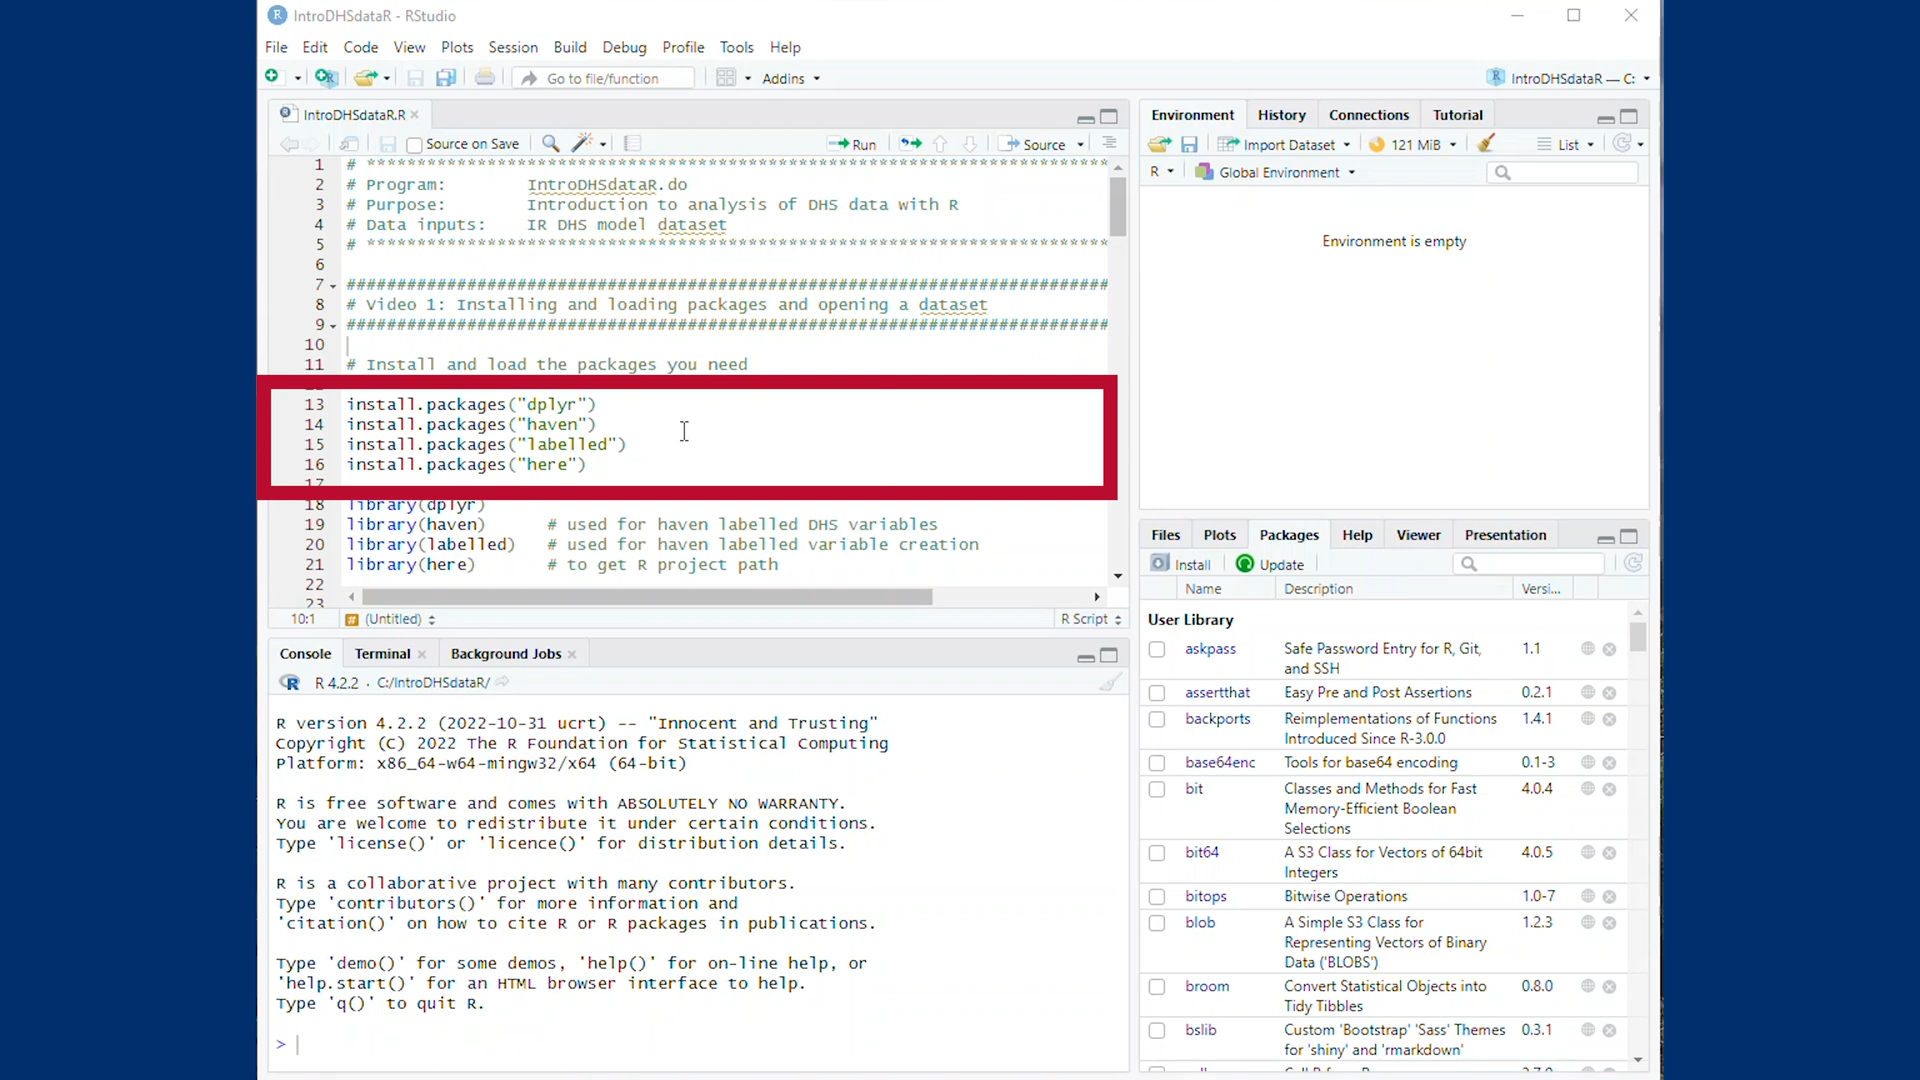 IntroDHSdataR - RStudio
File Edit Code View Plots Session Build Debug Profile Tools Help
Go to file/function
Addins
IntroDHSdataR — C:
IntroDHSdataR.R
Source on Save
Run
Source
1 # ****************************************************************************
2 # Program: IntroDHSdataR.do
3 # Purpose: Introduction to analysis of DHS data with R
4 # Data inputs: IR DHS model dataset
5 # ****************************************************************************
6
7 ############################################################################
8 # Video 1: Installing and loading packages and opening a dataset
9 ############################################################################
10
11 # Install and load the packages you need
13 install.packages("dplyr")
14 install.packages("haven")
15 install.packages("labelled")
16 install.packages("here")
17
18 library(dplyr)
19 library(haven) # used for haven labelled DHS variables
20 library(labelled) # used for haven labelled variable creation
21 library(here) # to get R project path
22
23
10:1 (Untitled) R Script
Console Terminal Background Jobs
R 4.2.2 · C:/IntroDHSdataR/
R version 4.2.2 (2022-10-31 ucrt) -- "Innocent and Trusting"
Copyright (C) 2022 The R Foundation for Statistical Computing
Platform: x86_64-w64-mingw32/x64 (64-bit)
R is free software and comes with ABSOLUTELY NO WARRANTY.
You are welcome to redistribute it under certain conditions.
Type 'license()' or 'licence()' for distribution details.
R is a collaborative project with many contributors.
Type 'contributors()' for more information and
'citation()' on how to cite R or R packages in publications.
Type 'demo()' for some demos, 'help()' for on-line help, or
'help.start()' for an HTML browser interface to help.
Type 'q()' to quit R.
>
Environment History Connections Tutorial
Import Dataset 121 MiB List
R Global Environment
Environment is empty
Files Plots Packages Help Viewer Presentation
Install Update
Name Description Versi...
User Library
askpass Safe Password Entry for R, Git, 1.1
and SSH
assertthat Easy Pre and Post Assertions 0.2.1
backports Reimplementations of Functions 1.4.1
Introduced Since R-3.0.0
base64enc Tools for base64 encoding 0.1-3
bit Classes and Methods for Fast 4.0.4
Memory-Efficient Boolean
Selections
bit64 A S3 Class for Vectors of 64bit 4.0.5
Integers
bitops Bitwise Operations 1.0-7
blob A Simple S3 Class for 1.2.3
Representing Vectors of Binary
Data ('BLOBS')
broom Convert Statistical Objects into 0.8.0
Tidy Tibbles
bslib Custom 'Bootstrap' 'Sass' Themes 0.3.1
for 'shiny' and 'rmarkdown'